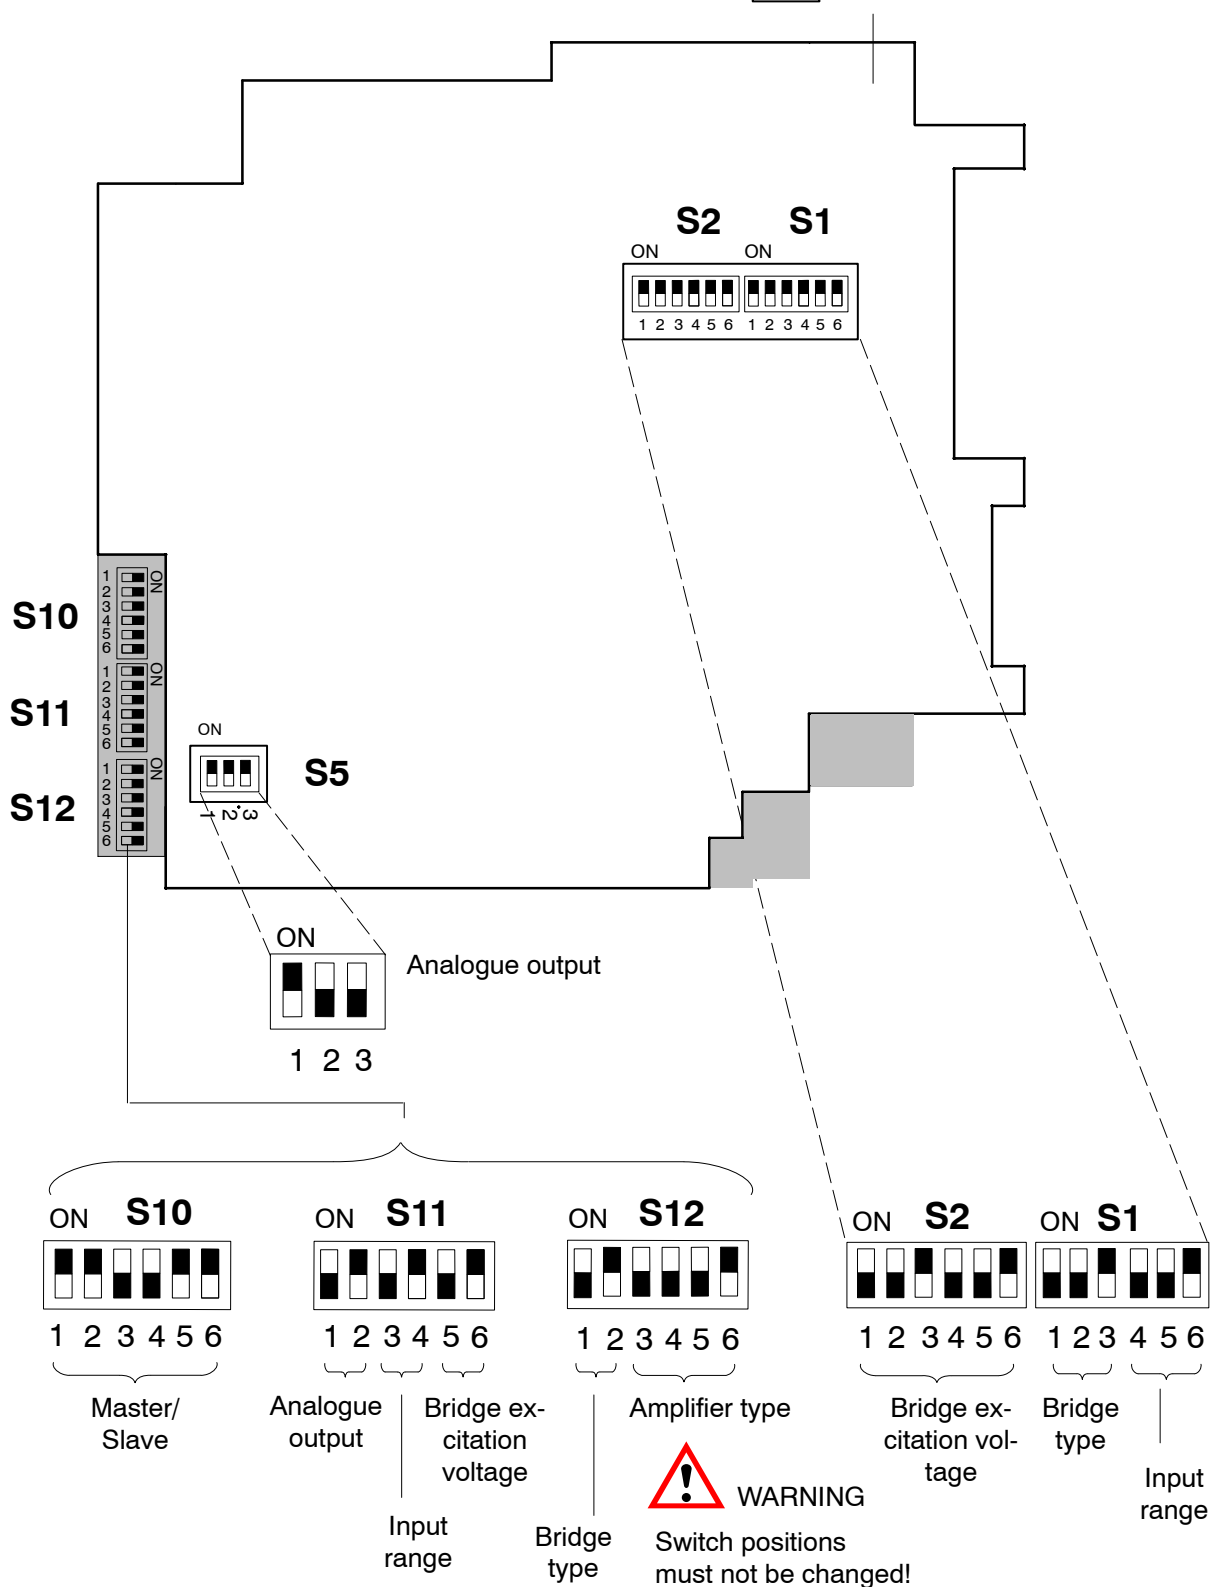 S2 S1
ON ON
1 2 3 4 5 6 1 2 3 4 5 6
S10
1 2 3 4 5 6
ON
S11
1 2 3 4 5 6
ON
S12
1 2 3 4 5 6
ON
ON
S5
1 2 3
ON
Analogue output
1 2 3
ON S10
1 2 3 4 5 6
Master/
Slave
ON S11
1 2 3 4 5 6
Analogue
output
Input
range
Bridge ex-
citation
voltage
ON S12
1 2 3 4 5 6
Bridge
type
Amplifier type
WARNING
Switch positions
must not be changed!
ON S2
1 2 3 4 5 6
Bridge ex-
citation vol-
tage
ON S1
1 2 3 4 5 6
Bridge
type
Input
range